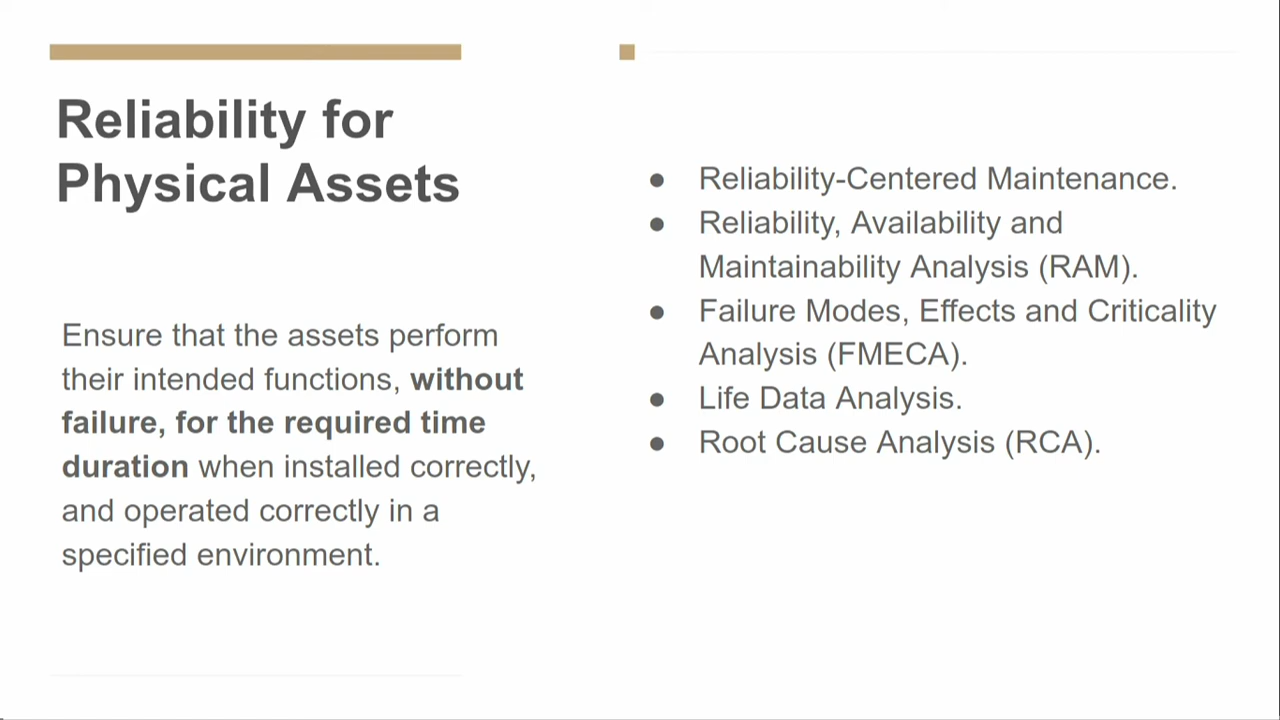 Reliability for
Physical Assets
Ensure that the assets perform
their intended functions, without
failure, for the required time
duration when installed correctly,
and operated correctly in a
specified environment.
● Reliability-Centered Maintenance.
● Reliability, Availability and
Maintainability Analysis (RAM).
● Failure Modes, Effects and Criticality
Analysis (FMECA).
● Life Data Analysis.
● Root Cause Analysis (RCA).